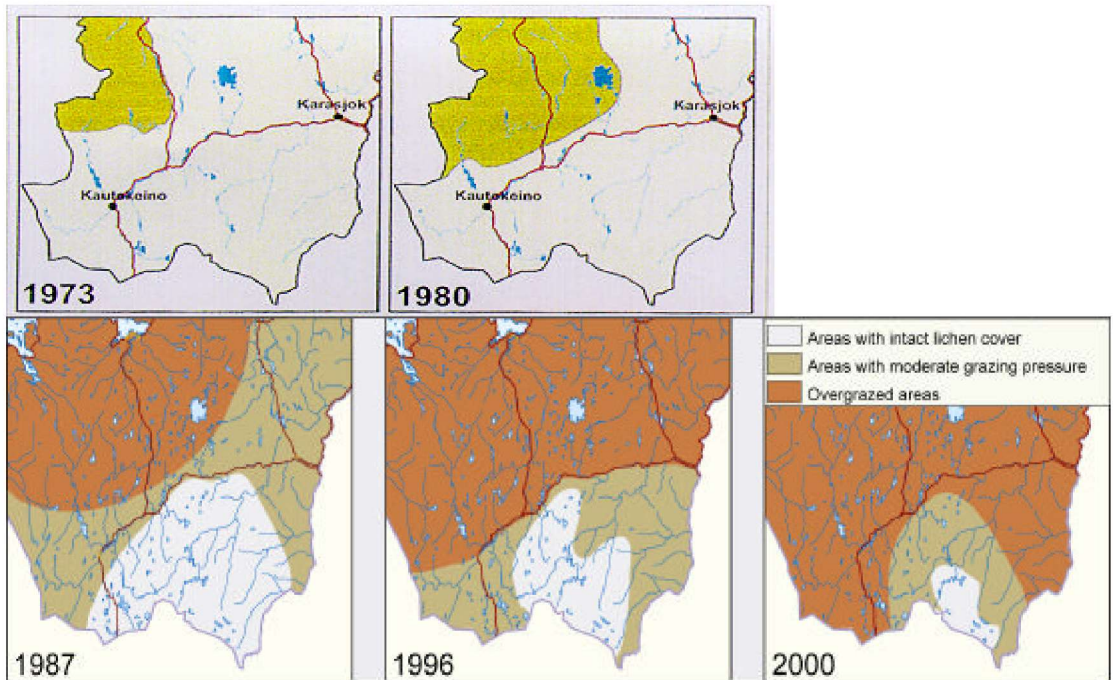 Karasjok
Kautokeino
1973
Karasjok
Kautokeino
1980
1987
1996
Areas with intact lichen cover
Areas with moderate grazing pressure
Overgrazed areas
2000